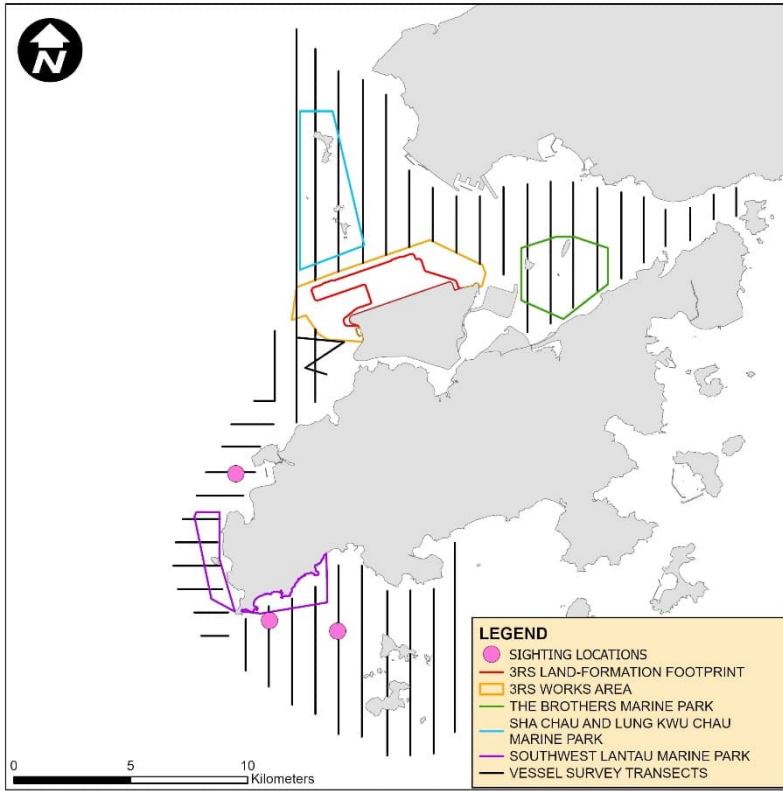 N
LEGEND
SIGHTING LOCATIONS
3RS LAND-FORMATION FOOTPRINT
3RS WORKS AREA
THE BROTHERS MARINE PARK
SHA CHAU AND LUNG KWU CHAU
MARINE PARK
SOUTHWEST LANTAU MARINE PARK
VESSEL SURVEY TRANSECTS
0 5 10
Kilometers